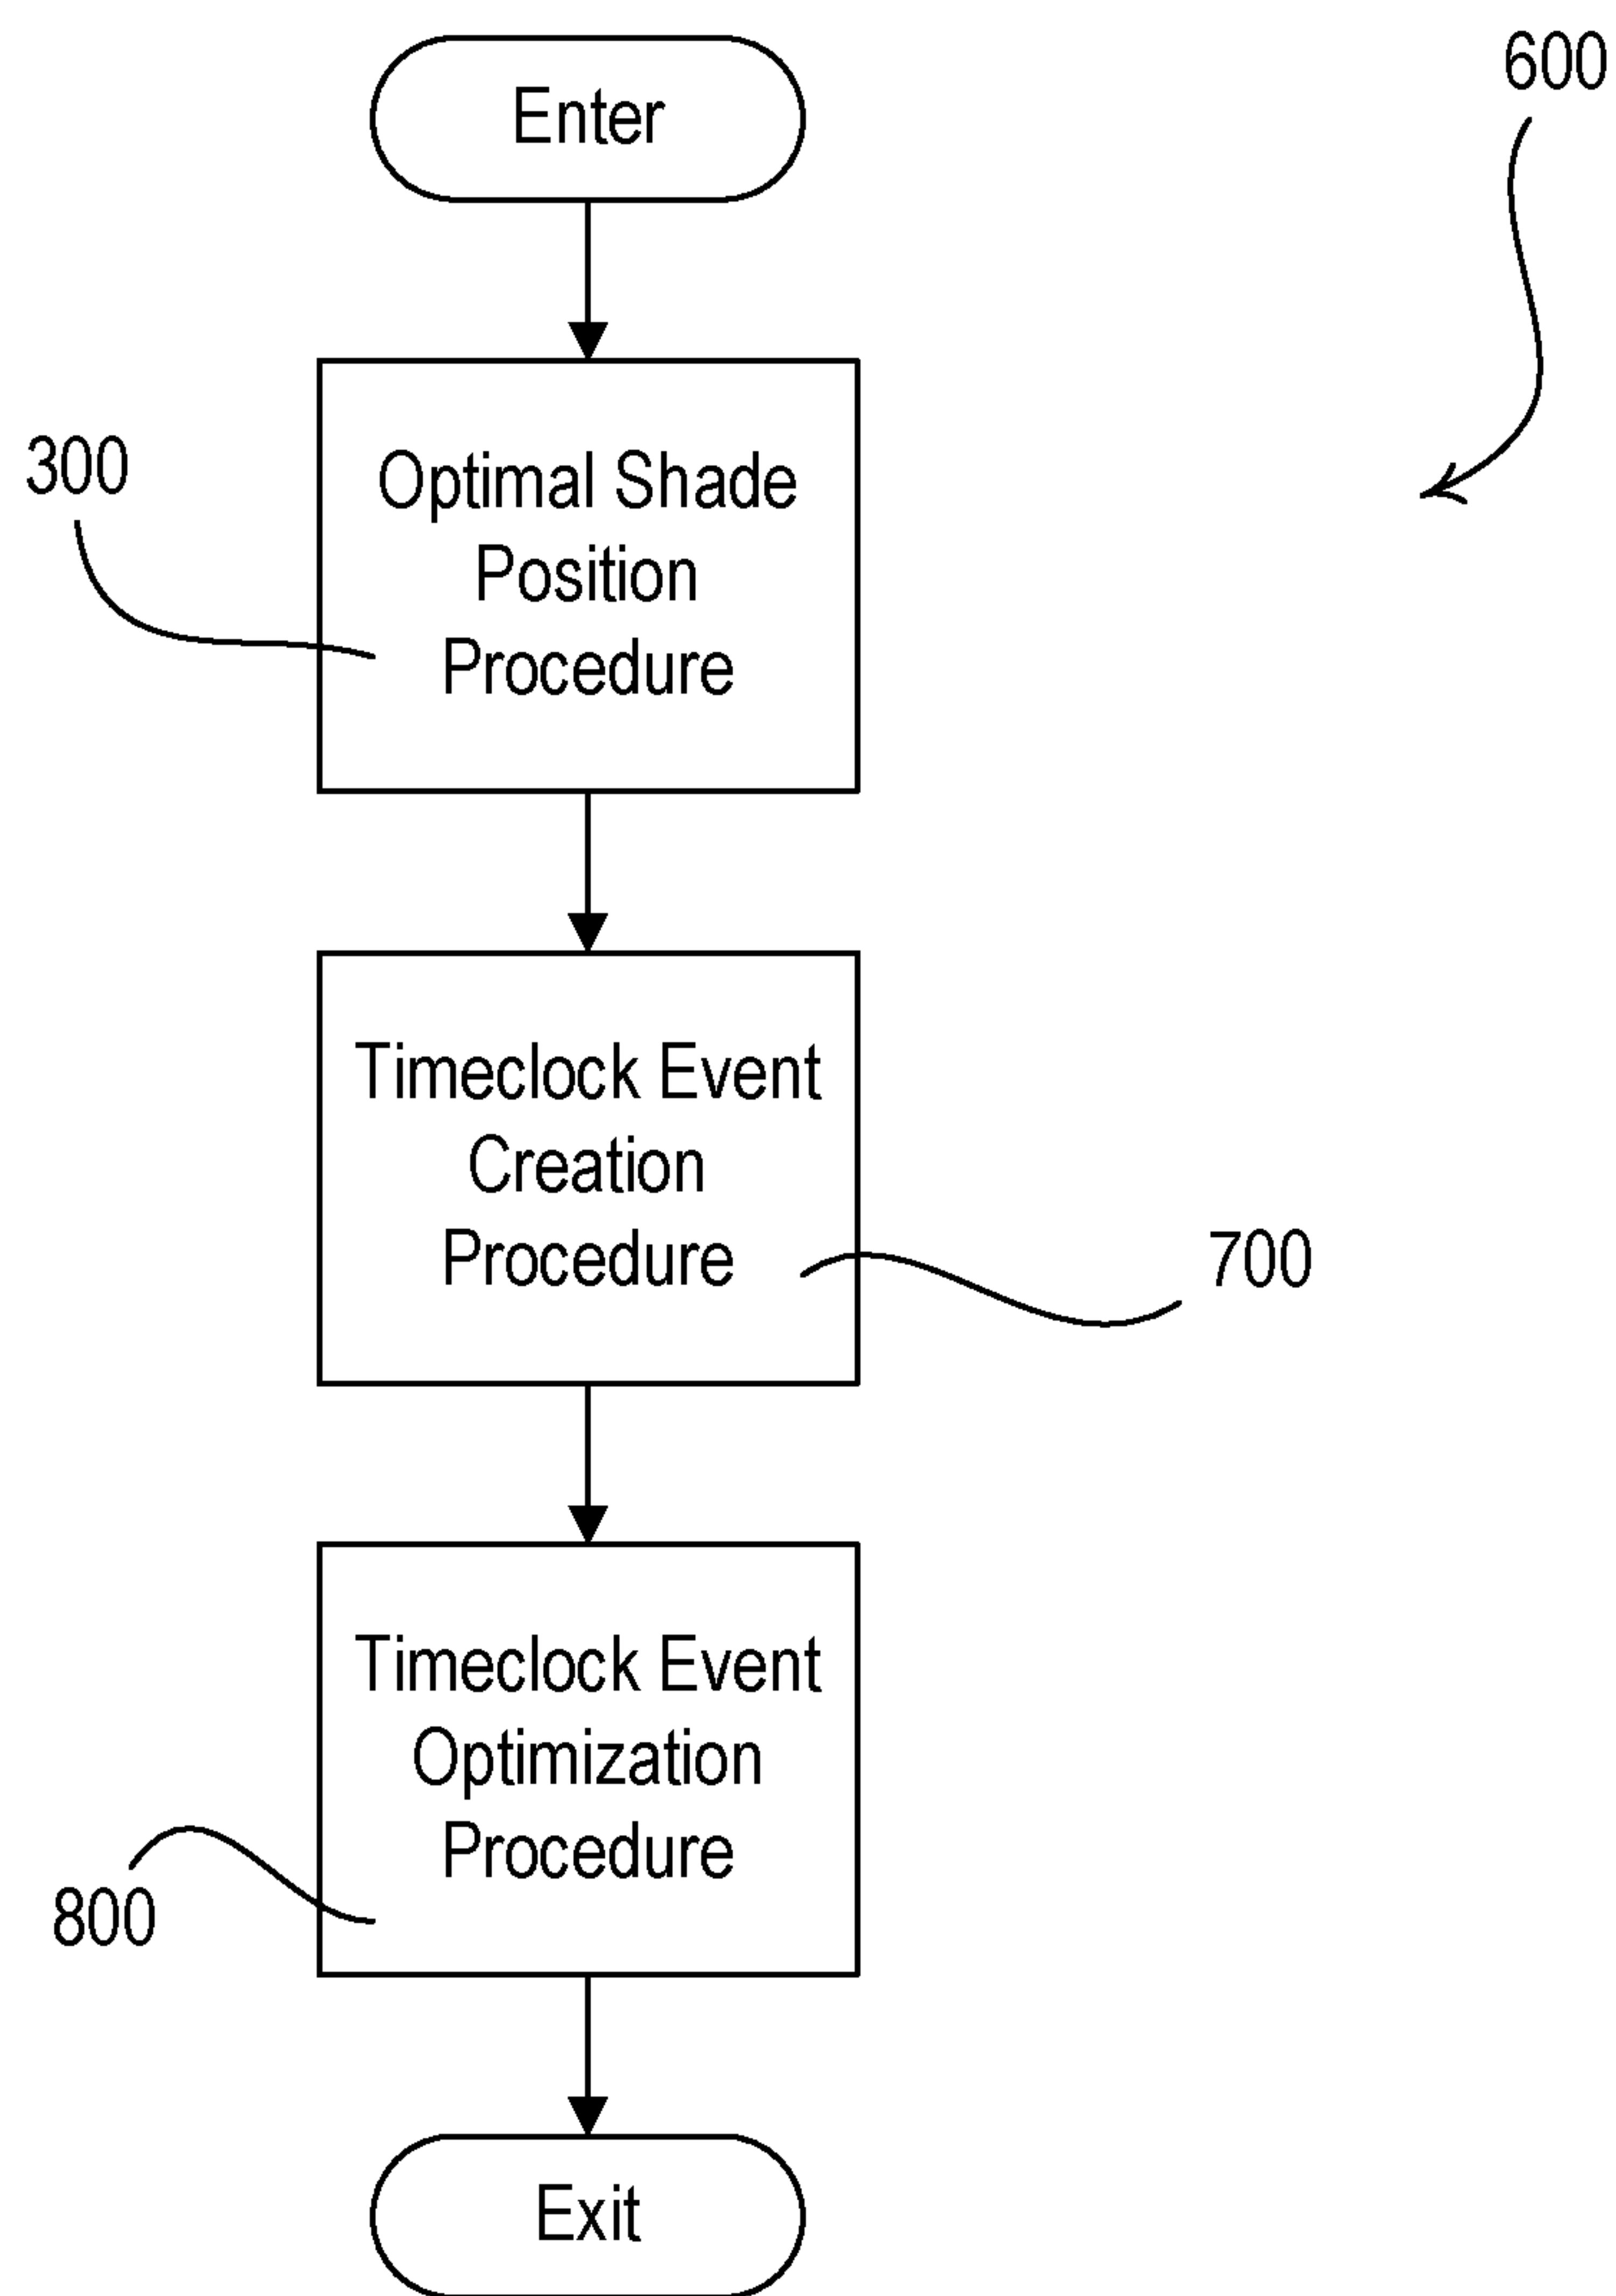 Enter
600
300
Optimal Shade
Position
Procedure
Timeclock Event
Creation
Procedure
700
Timeclock Event
Optimization
Procedure
800
Exit